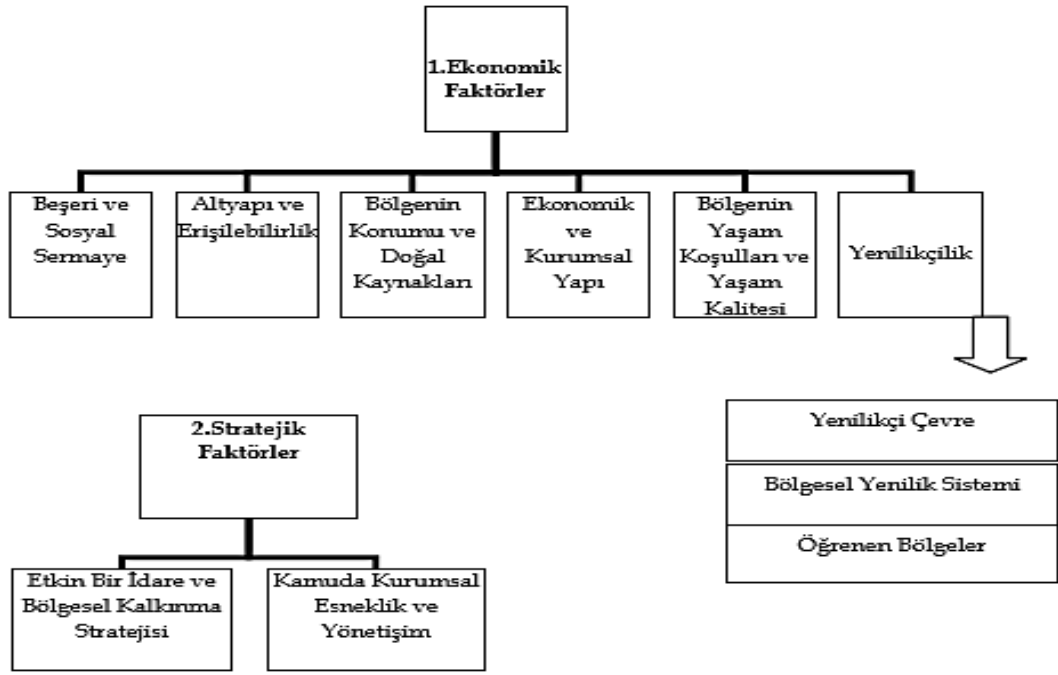 1.Ekonomik
Faktörler
Beşeri ve
Sosyal
Sermaye
Altyapı ve
Erişilebilirlik
Bölgenin
Konumu ve
Doğal
Kaynakları
Ekonomik
ve
Kurumsal
Yapı
Bölgenin
Yaşam
Koşulları ve
Yaşam
Kalitesi
Yenilikçilik
Yenilikçi Çevre
Bölgesel Yenilik Sistemi
Öğrenen Bölgeler
2.Stratejik
Faktörler
Etkin Bir İdare ve
Bölgesel Kalkınma
Stratejisi
Kamuda Kurumsal
Esneklik ve
Yönetişim